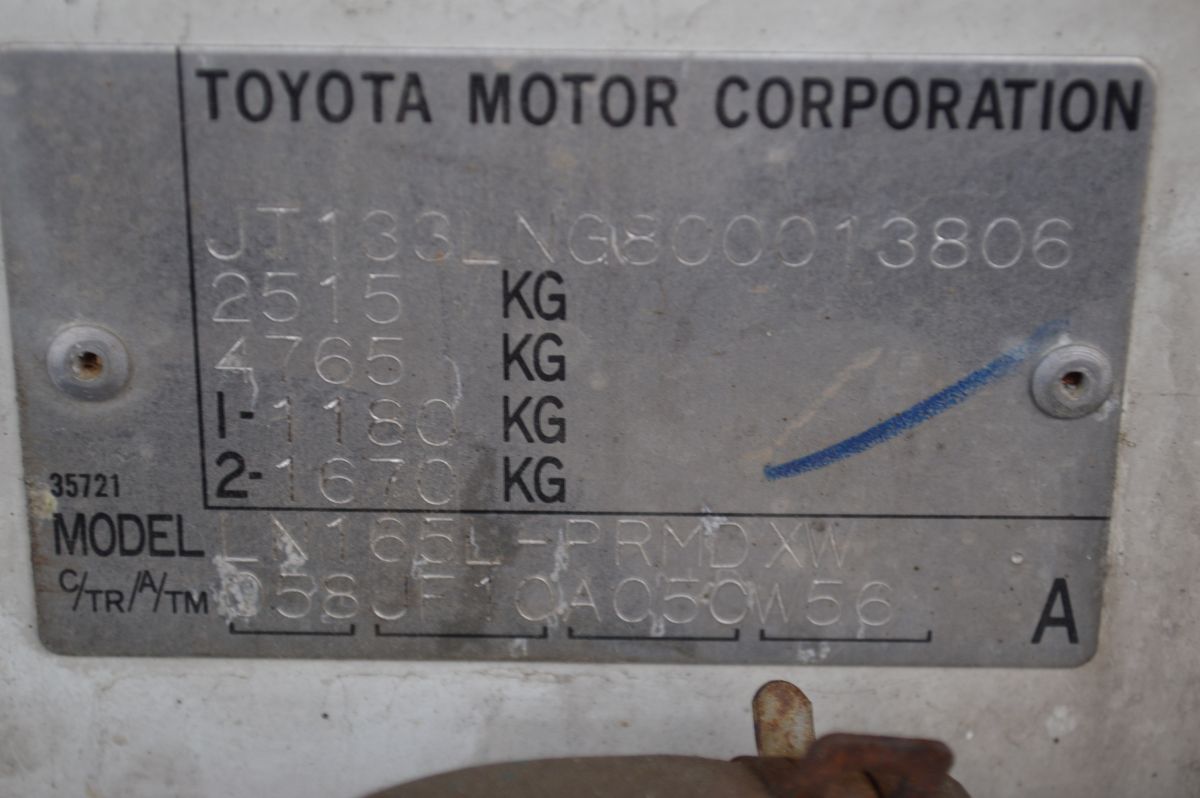 TOYOTA MOTOR CORPORATION
JT133LNG800013806
2515 KG
4765 KG
1-1180 KG
2-1670 KG
35721
MODEL LN165L-PRMDXW
C/TR/A/TM 058 JF10 A050 W56
A